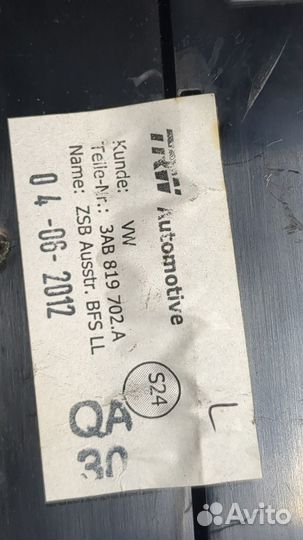 TRW Automotive
Kunde: VW
Teile-Nr.: 3AB 819 702.A
Name: ZSB Ausstr. BFS LL
04-06-2012
S24
L
QA
Avito